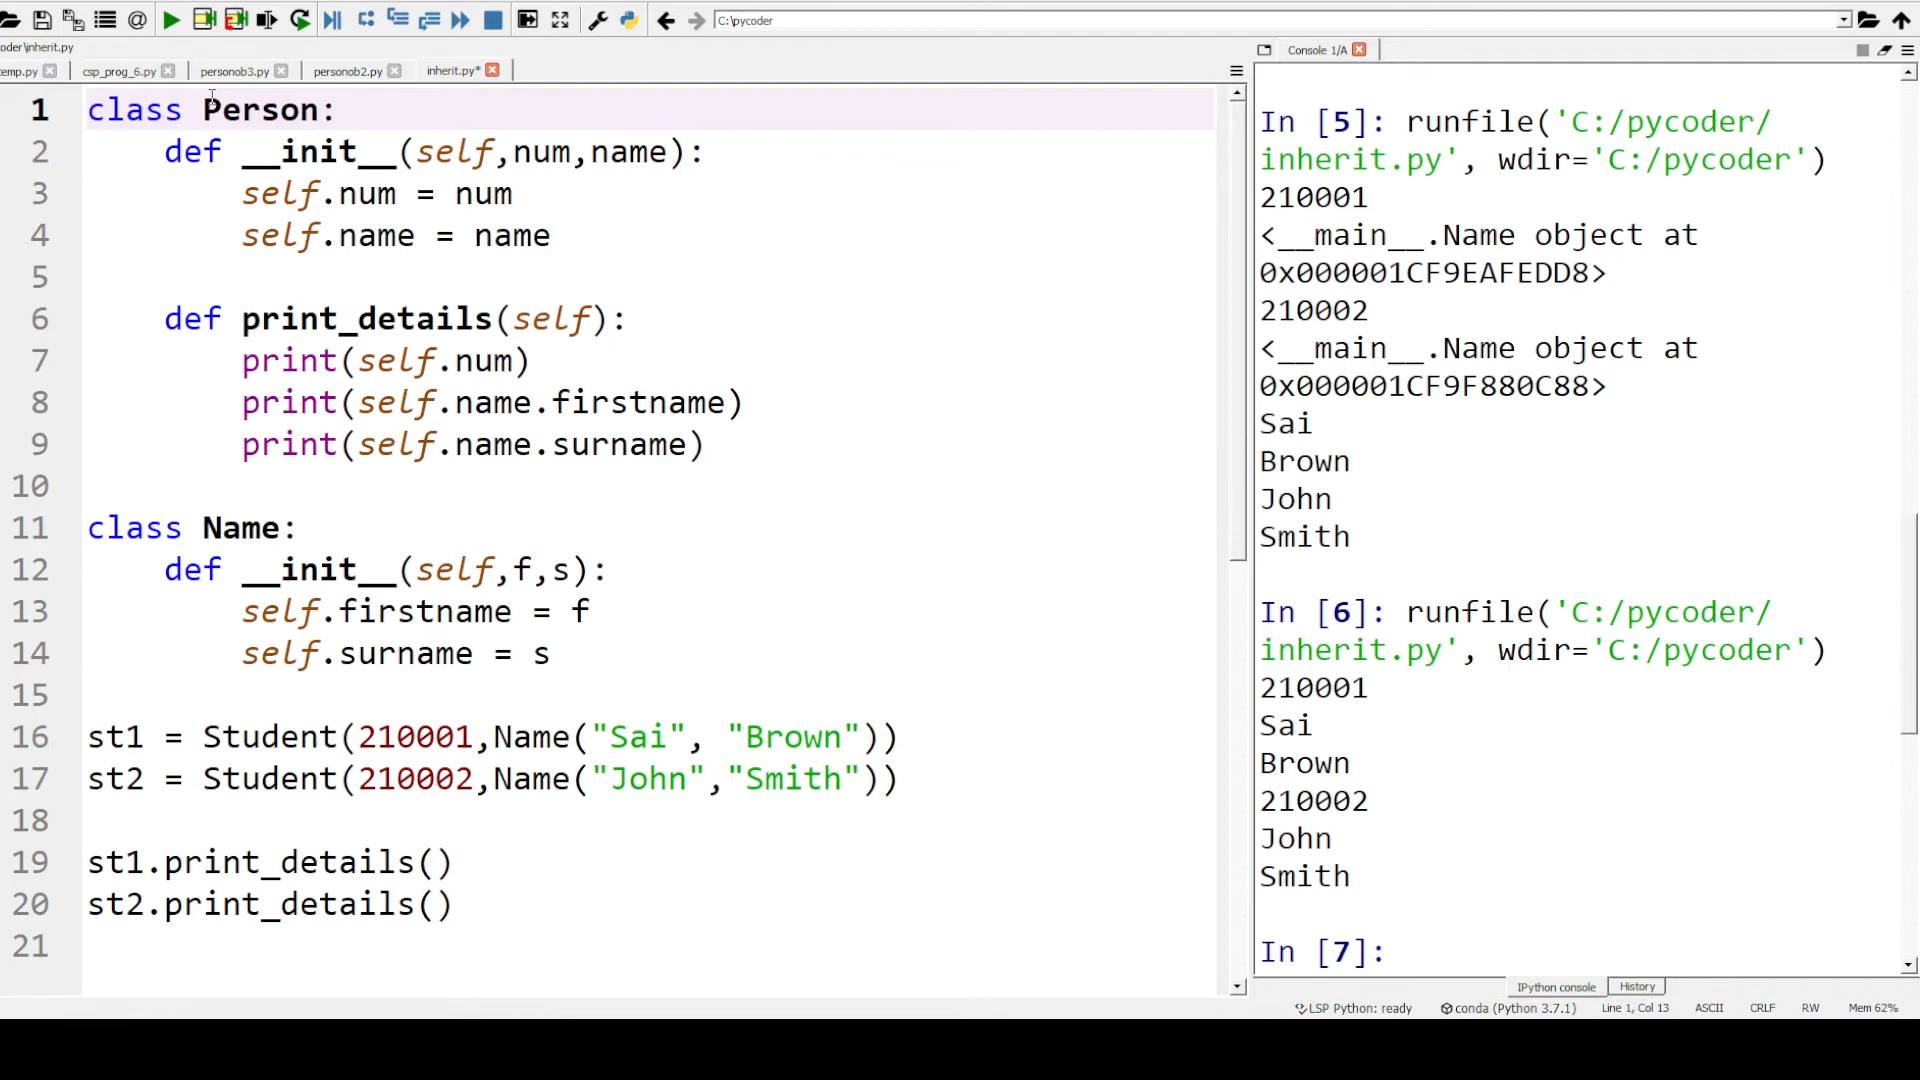 C:\pycoder
oder\inherit.py
Console 1/A
emp.py
csp_prog_6.py
personob3.py
personob2.py
inherit.py*
1 class Person:
2     def __init__(self,num,name):
3         self.num = num
4         self.name = name
5
6     def print_details(self):
7         print(self.num)
8         print(self.name.firstname)
9         print(self.name.surname)
10
11 class Name:
12     def __init__(self,f,s):
13         self.firstname = f
14         self.surname = s
15
16 st1 = Student(210001,Name("Sai", "Brown"))
17 st2 = Student(210002,Name("John","Smith"))
18
19 st1.print_details()
20 st2.print_details()
21
In [5]: runfile('C:/pycoder/
inherit.py', wdir='C:/pycoder')
210001
<__main__.Name object at
0x000001CF9EAFEDD8>
210002
<__main__.Name object at
0x000001CF9F880C88>
Sai
Brown
John
Smith
In [6]: runfile('C:/pycoder/
inherit.py', wdir='C:/pycoder')
210001
Sai
Brown
210002
John
Smith
In [7]:
IPython console
History
LSP Python: ready
conda (Python 3.7.1)
Line 1, Col 13
ASCII
CRLF
RW
Mem 62%